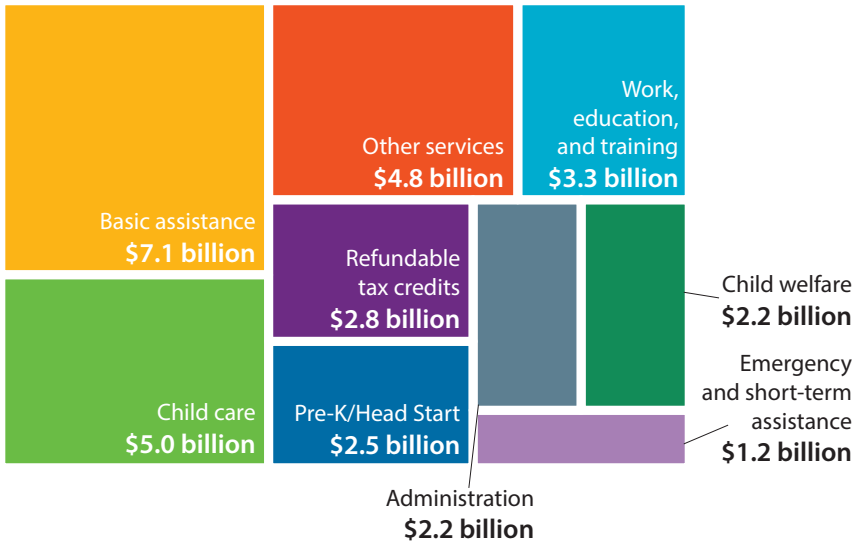 Basic assistance
$7.1 billion
Other services
$4.8 billion
Work,
education,
and training
$3.3 billion
Child care
$5.0 billion
Refundable
tax credits
$2.8 billion
Pre-K/Head Start
$2.5 billion
Child welfare
$2.2 billion
Emergency
and short-term
assistance
$1.2 billion
Administration
$2.2 billion